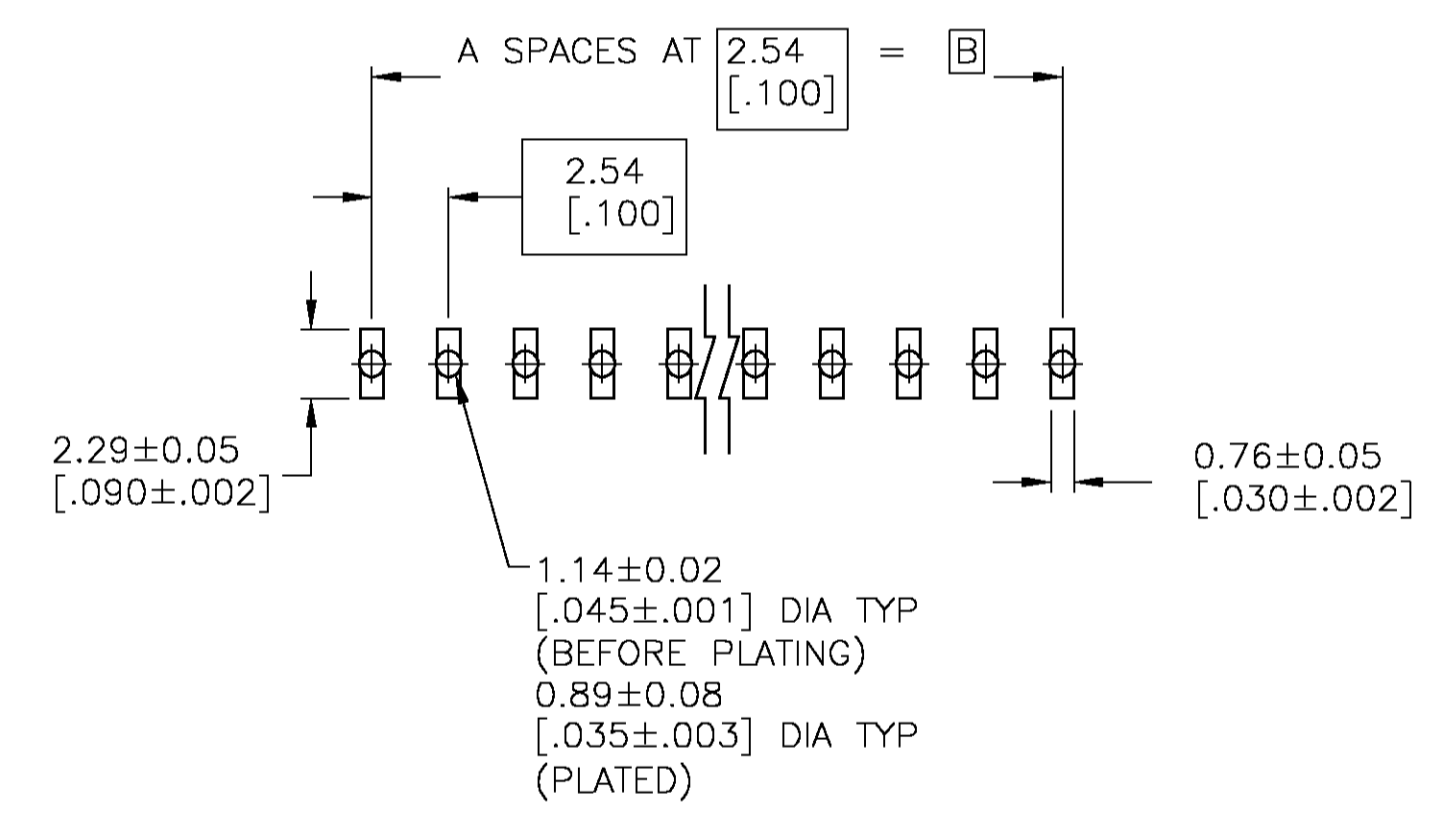 A SPACES AT 2.54 = B
[.100]
2.54
[.100]
2.29±0.05
[.090±.002]
0.76±0.05
[.030±.002]
1.14±0.02
[.045±.001] DIA TYP
(BEFORE PLATING)
0.89±0.08
[.035±.003] DIA TYP
(PLATED)